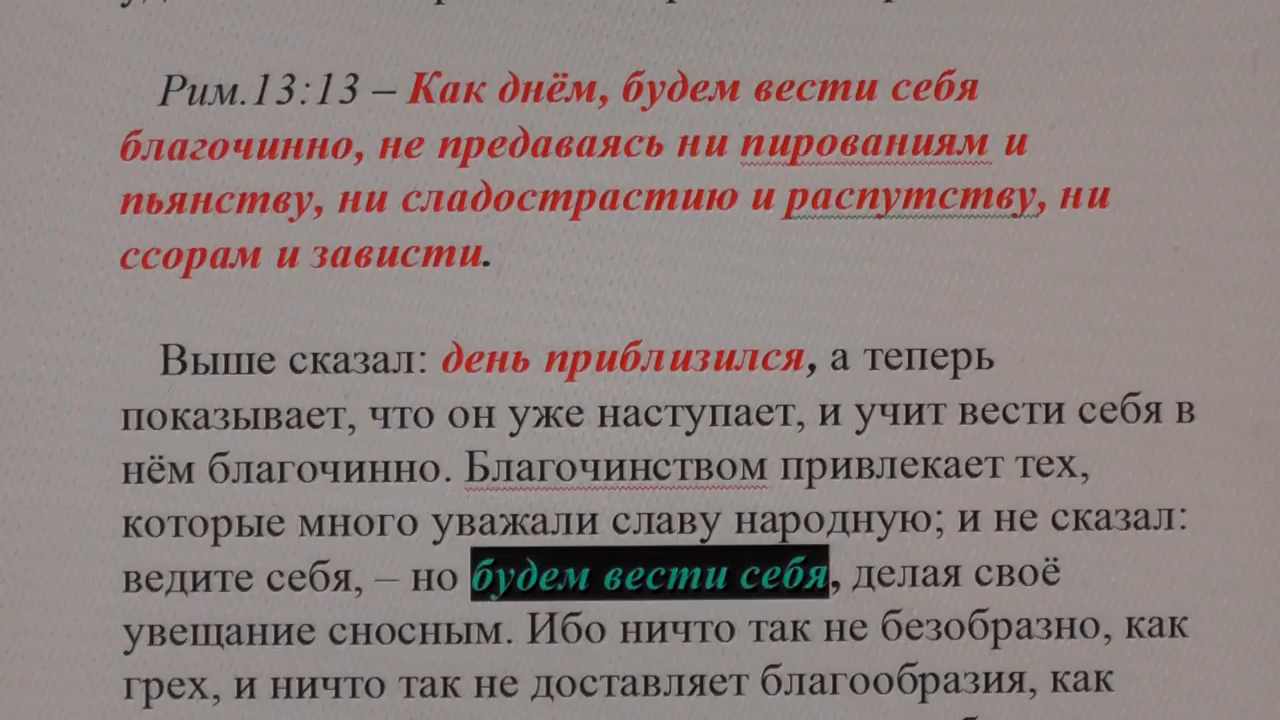 Рим.13:13 – Как днём, будем вести себя
благочинно, не предаваясь ни пированиям и
пьянству, ни сладострастию и распутству, ни
ссорам и зависти.
Выше сказал: день приблизился, а теперь
показывает, что он уже наступает, и учит вести себя в
нём благочинно. Благочинством привлекает тех,
которые много уважали славу народную; и не сказал:
ведите себя, – но будем вести себя, делая своё
увещание сносным. Ибо ничто так не безобразно, как
грех, и ничто так не доставляет благообразия, как